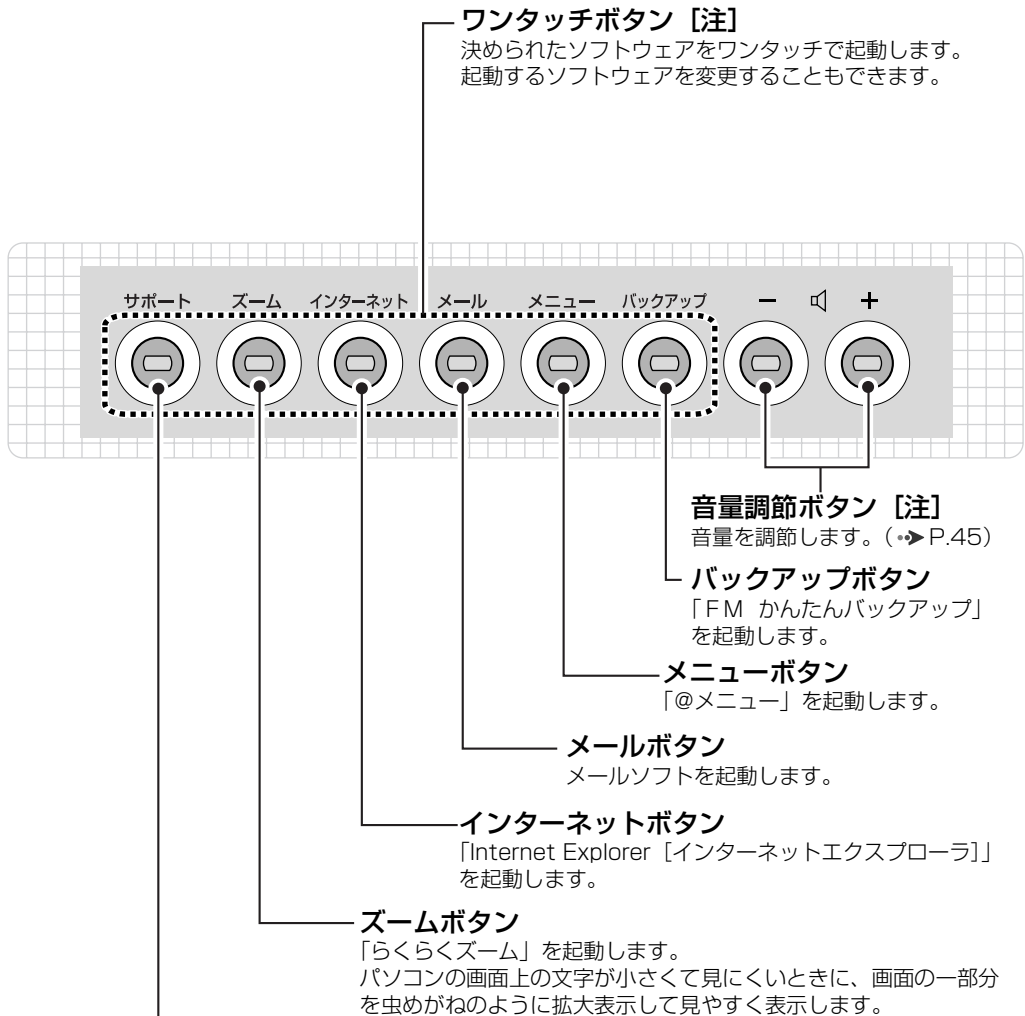 ワンタッチボタン［注］
決められたソフトウェアをワンタッチで起動します。
起動するソフトウェアを変更することもできます。
サポート ズーム インターネット メール メニュー バックアップ − +
音量調節ボタン［注］
音量を調節します。（P.45）
バックアップボタン
「ＦＭ かんたんバックアップ」
を起動します。
メニューボタン
「＠メニュー」を起動します。
メールボタン
メールソフトを起動します。
インターネットボタン
「Internet Explorer［インターネットエクスプローラ］」
を起動します。
ズームボタン
「らくらくズーム」を起動します。
パソコンの画面上の文字が小さくて見にくいときに、画面の一部分
を虫めがねのように拡大表示して見やすく表示します。